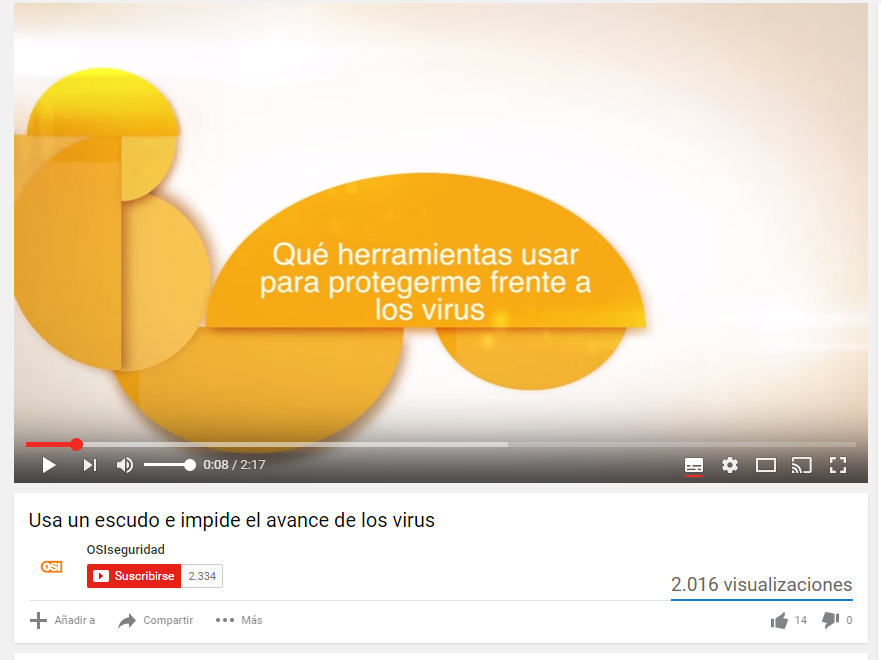 Qué herramientas usar
para protegerme frente a
los virus
0:08 / 2:17
Usa un escudo e impide el avance de los virus
OSI
OSIseguridad
Suscribirse 2.334
2.016 visualizaciones
Añadir a Compartir Más 14 0